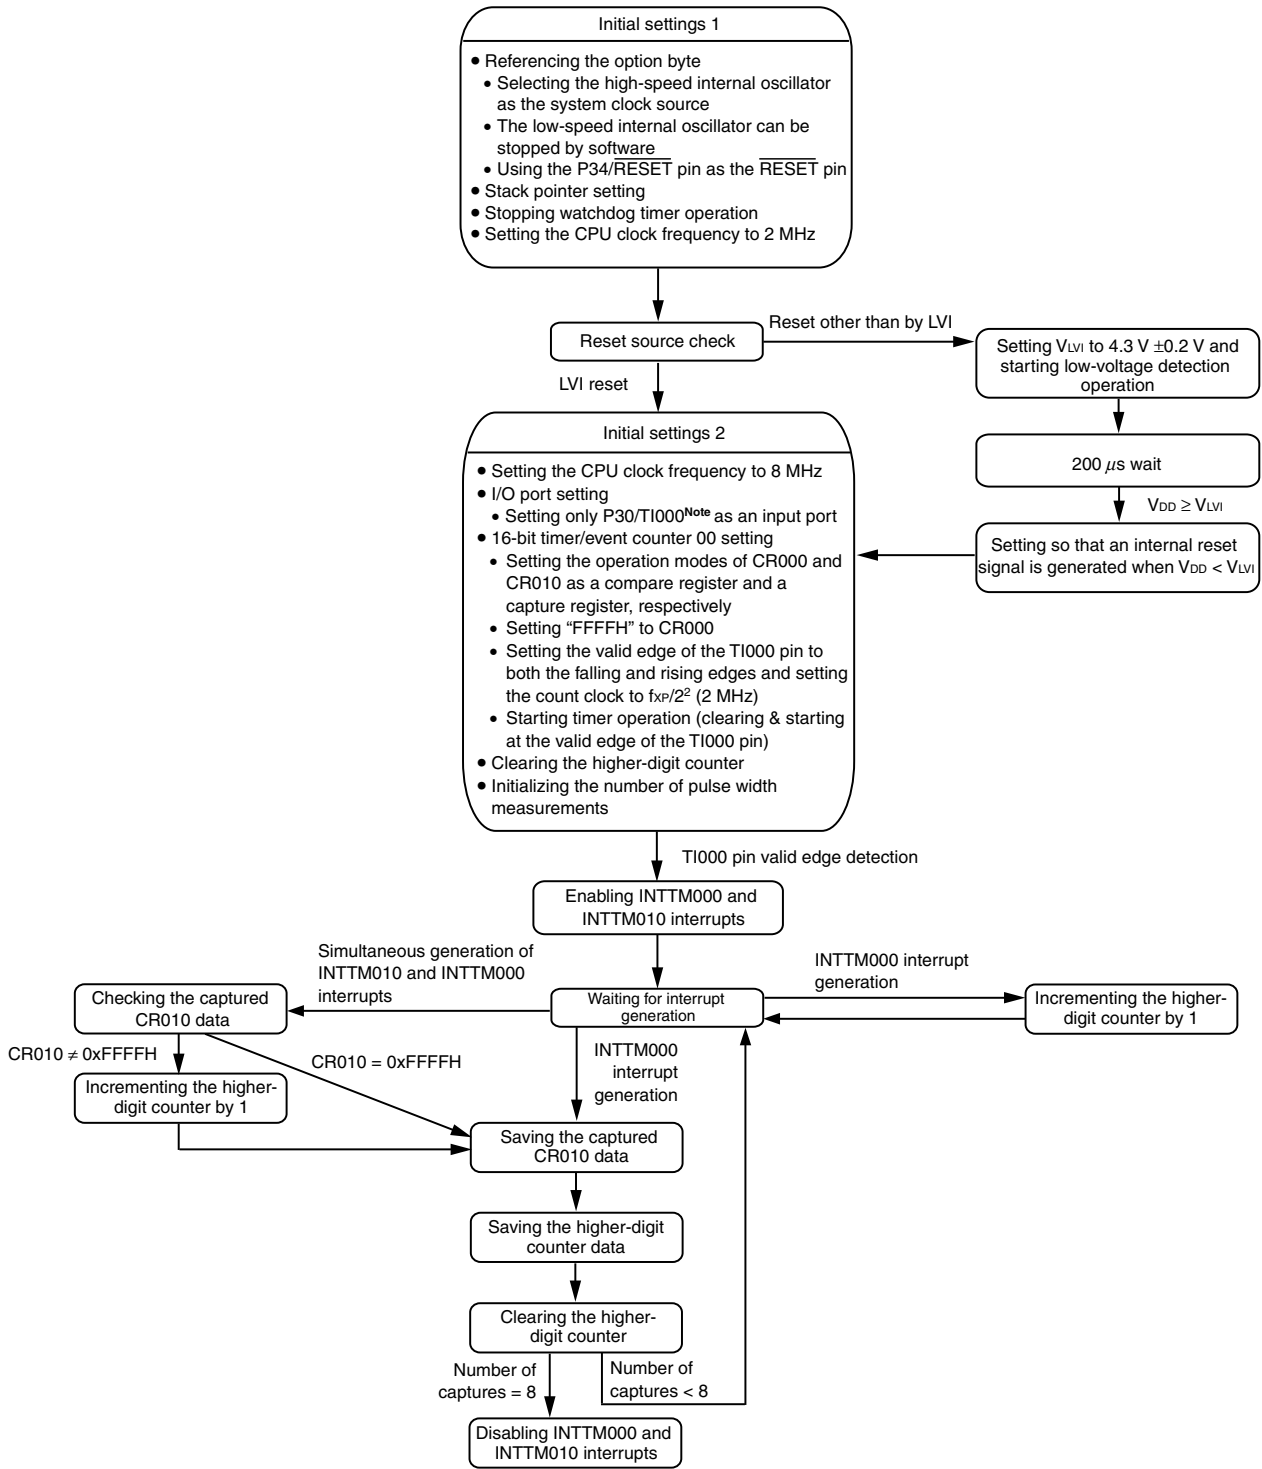 Initial settings 1
● Referencing the option byte
• Selecting the high-speed internal oscillator
as the system clock source
• The low-speed internal oscillator can be
stopped by software
• Using the P34/RESET pin as the RESET pin
● Stack pointer setting
● Stopping watchdog timer operation
● Setting the CPU clock frequency to 2 MHz
Reset source check
Reset other than by LVI
Setting VLVI to 4.3 V ±0.2 V and
starting low-voltage detection
operation
200 μs wait
VDD ≥ VLVI
Setting so that an internal reset
signal is generated when VDD < VLVI
LVI reset
Initial settings 2
● Setting the CPU clock frequency to 8 MHz
● I/O port setting
• Setting only P30/TI000Note as an input port
● 16-bit timer/event counter 00 setting
• Setting the operation modes of CR000 and
CR010 as a compare register and a
capture register, respectively
• Setting “FFFFH” to CR000
• Setting the valid edge of the TI000 pin to
both the falling and rising edges and setting
the count clock to fXP/2² (2 MHz)
• Starting timer operation (clearing & starting
at the valid edge of the TI000 pin)
● Clearing the higher-digit counter
● Initializing the number of pulse width
measurements
TI000 pin valid edge detection
Enabling INTTM000 and
INTTM010 interrupts
Simultaneous generation of
INTTM010 and INTTM000
interrupts
Waiting for interrupt
generation
INTTM000 interrupt
generation
Incrementing the higher-
digit counter by 1
Checking the captured
CR010 data
CR010 ≠ 0xFFFFH
CR010 = 0xFFFFH
Incrementing the higher-
digit counter by 1
INTTM000
interrupt
generation
Saving the captured
CR010 data
Saving the higher-digit
counter data
Clearing the higher-
digit counter
Number of
captures = 8
Number of
captures < 8
Disabling INTTM000 and
INTTM010 interrupts